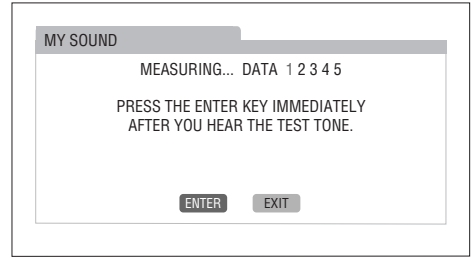 MY SOUND
MEASURING... DATA 1 2 3 4 5
PRESS THE ENTER KEY IMMEDIATELY
AFTER YOU HEAR THE TEST TONE.
ENTER EXIT